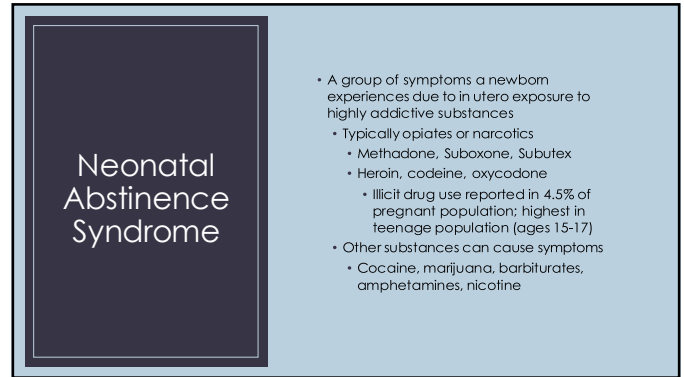 Neonatal
Abstinence
Syndrome
• A group of symptoms a newborn
experiences due to in utero exposure to
highly addictive substances
• Typically opiates or narcotics
• Methadone, Suboxone, Subutex
• Heroin, codeine, oxycodone
• Illicit drug use reported in 4.5% of
pregnant population; highest in
teenage population (ages 15-17)
• Other substances can cause symptoms
• Cocaine, marijuana, barbiturates,
amphetamines, nicotine